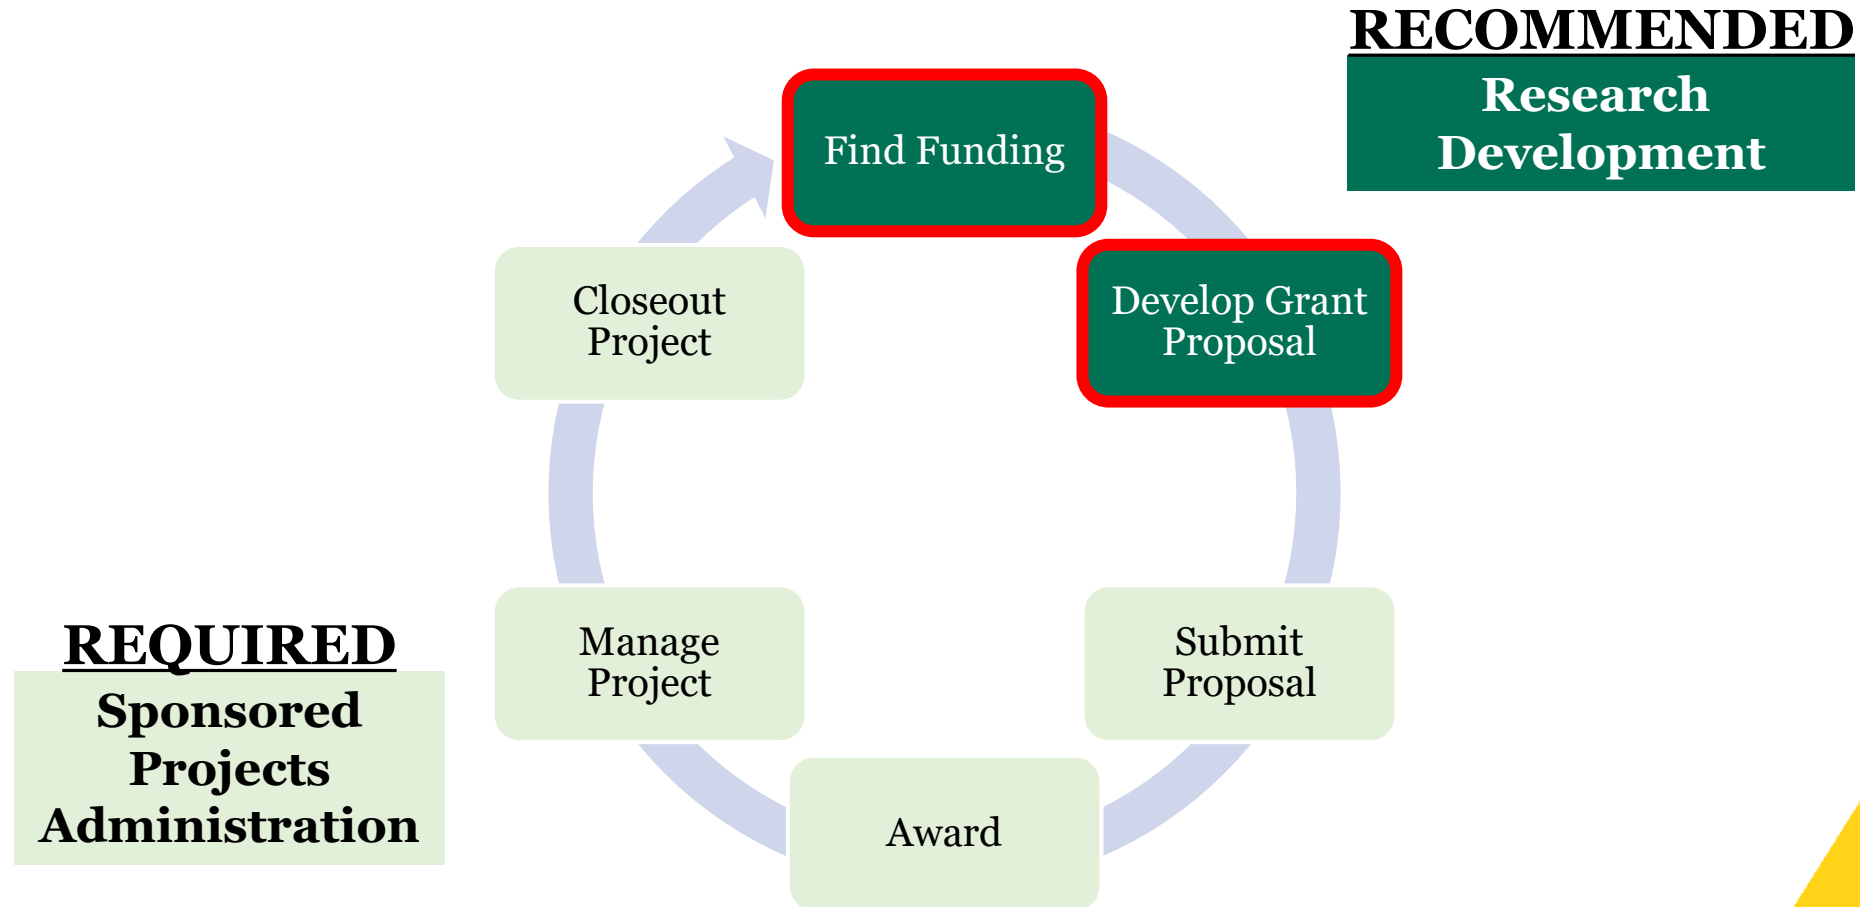 RECOMMENDED
Research
Development
Find Funding
Develop Grant
Proposal
Submit
Proposal
Award
Manage
Project
Closeout
Project
REQUIRED
Sponsored
Projects
Administration